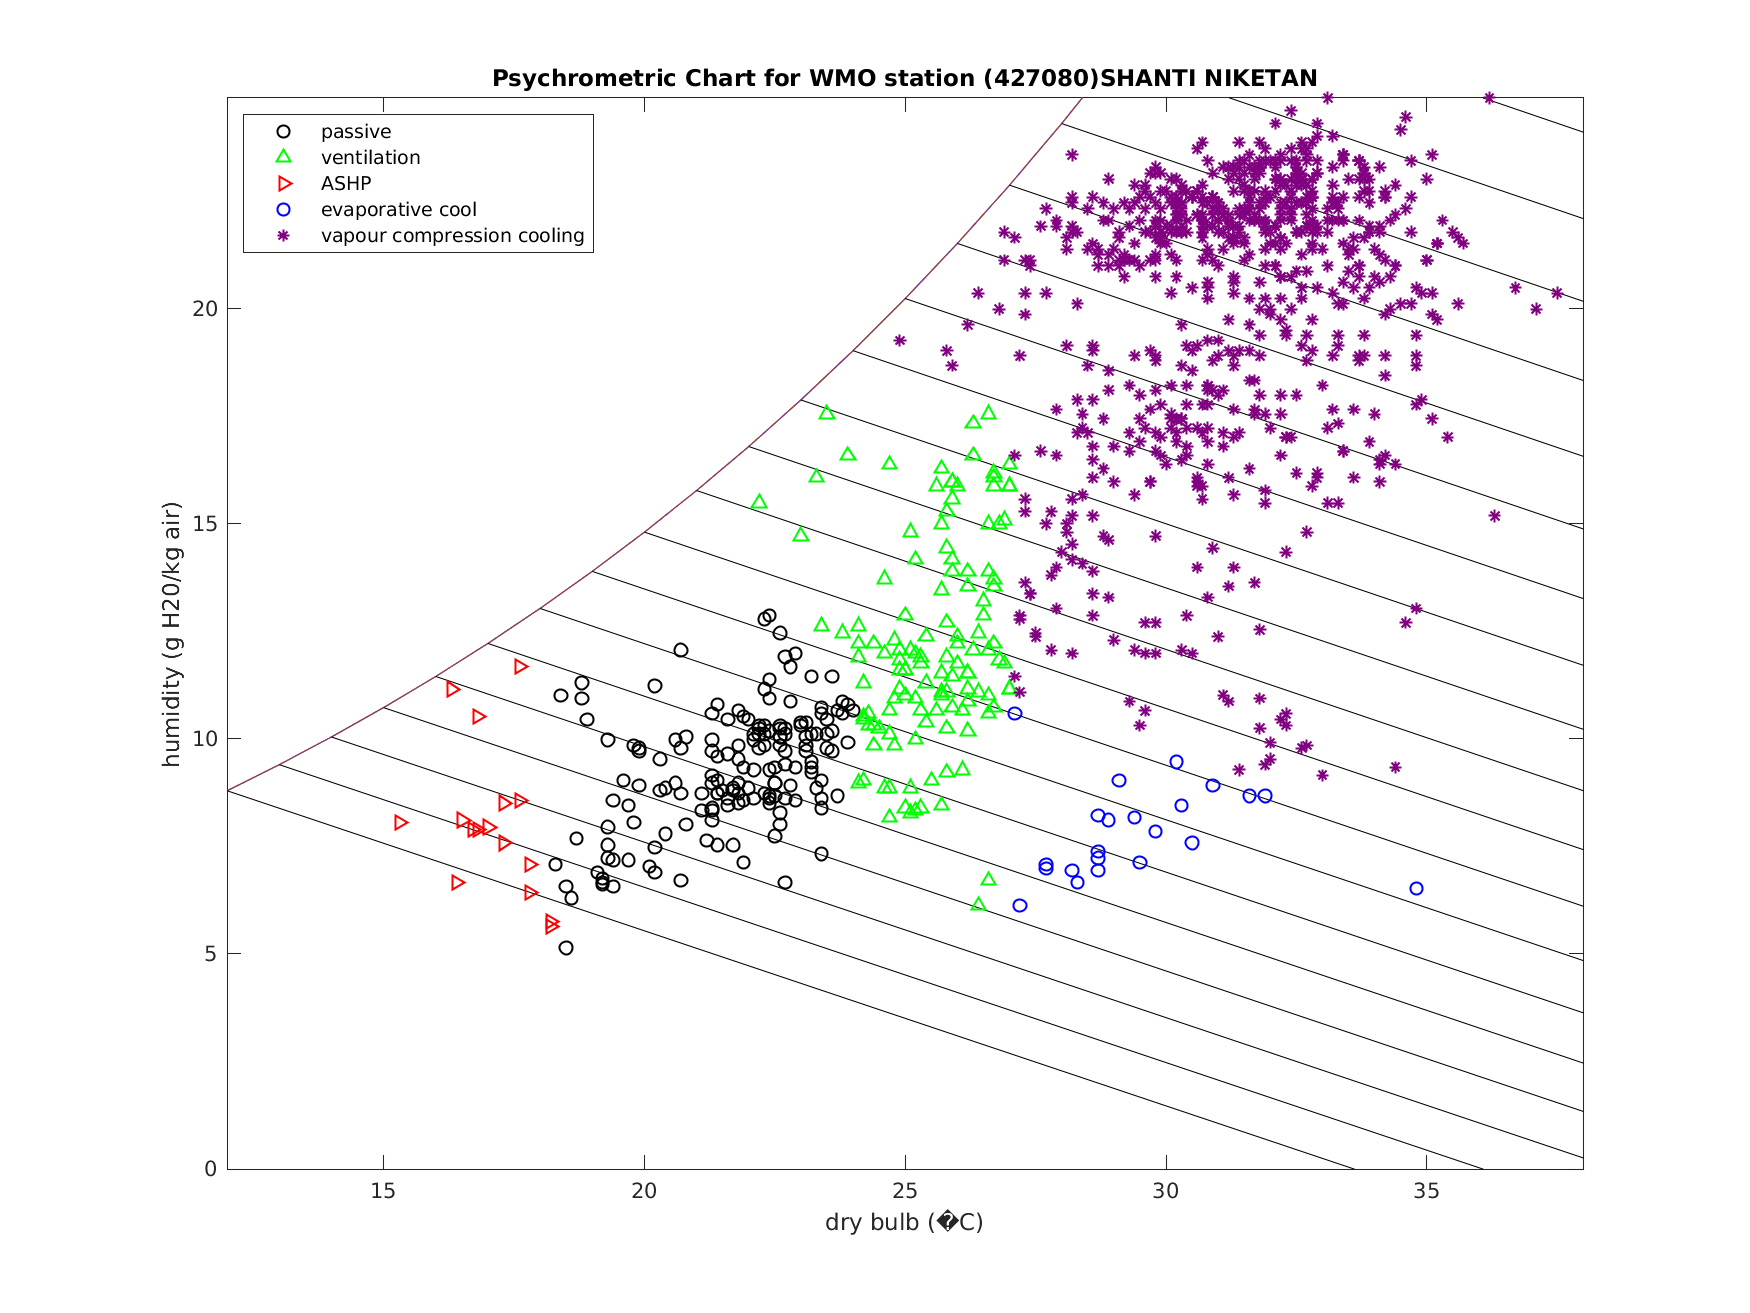 Psychrometric Chart for WMO station (427080)SHANTI NIKETAN
passive
ventilation
ASHP
evaporative cool
vapour compression cooling
humidity (g H20/kg air)
20
15
10
5
0
15 20 25 30 35
dry bulb (�C)